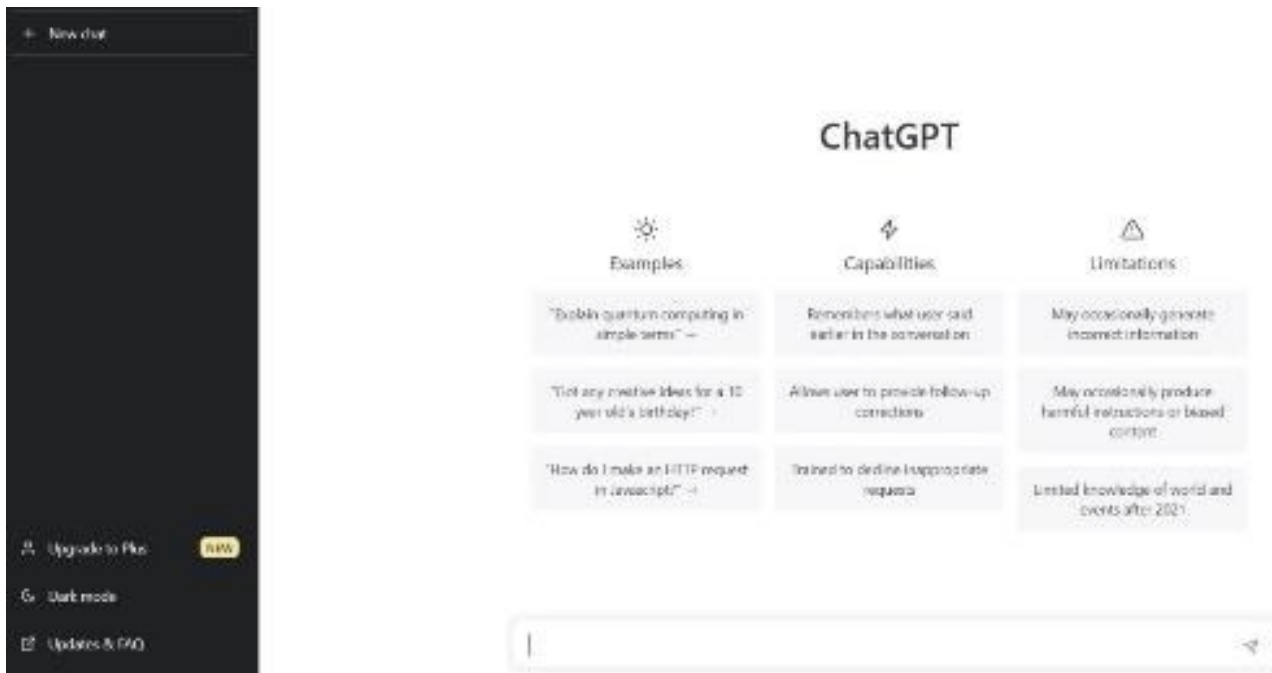 + New chat
ChatGPT
Examples
"Explain quantum computing in
simple terms" →
"Got any creative ideas for a 10
year old's birthday?" →
"How do I make an HTTP request
in Javascript?" →
Capabilities
Remembers what user said
earlier in the conversation
Allows user to provide follow-up
corrections
Trained to decline inappropriate
requests
Limitations
May occasionally generate
incorrect information
May occasionally produce
harmful instructions or biased
content
Limited knowledge of world and
events after 2021
Upgrade to Plus NEW
Dark mode
Updates & FAQ